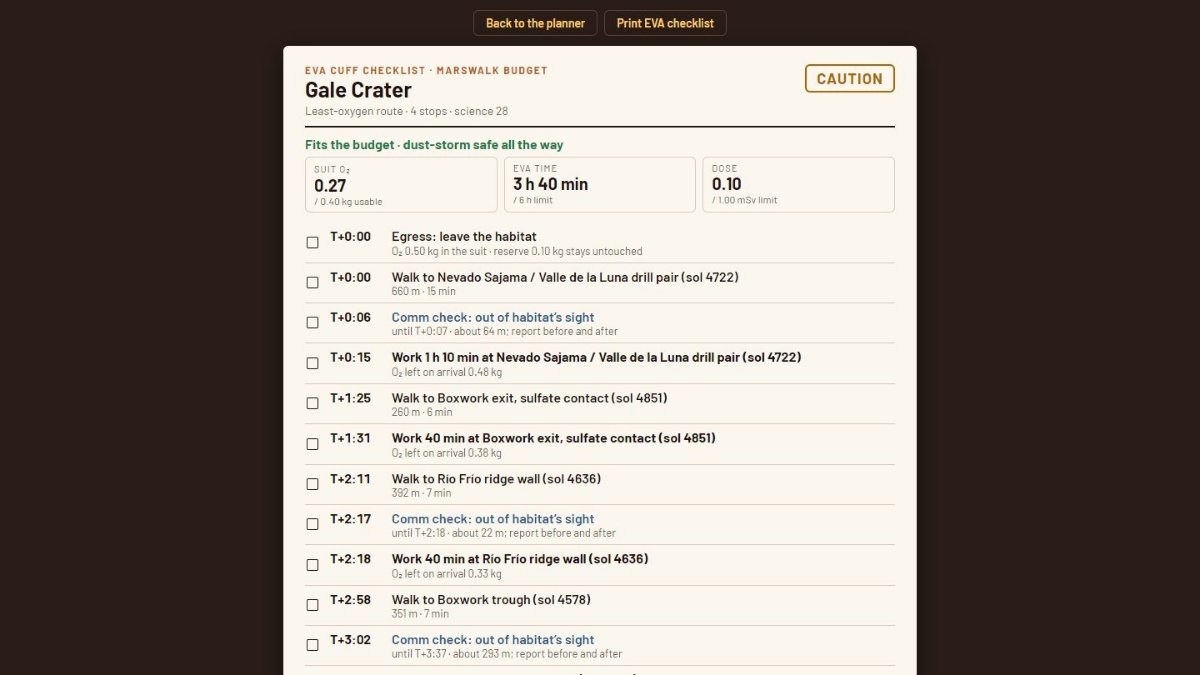 Back to the planner
Print EVA checklist
EVA CUFF CHECKLIST · MARSWALK BUDGET
Gale Crater
CAUTION
Least-oxygen route · 4 stops · science 28
Fits the budget · dust-storm safe all the way
SUIT O₂
0.27
/ 0.40 kg usable
EVA TIME
3 h 40 min
/ 6 h limit
DOSE
0.10
/ 1.00 mSv limit
T+0:00 Egress: leave the habitat
O₂ 0.50 kg in the suit · reserve 0.10 kg stays untouched
T+0:00 Walk to Nevado Sajama / Valle de la Luna drill pair (sol 4722)
660 m · 15 min
T+0:06 Comm check: out of habitat’s sight
until T+0:07 · about 64 m; report before and after
T+0:15 Work 1 h 10 min at Nevado Sajama / Valle de la Luna drill pair (sol 4722)
O₂ left on arrival 0.48 kg
T+1:25 Walk to Boxwork exit, sulfate contact (sol 4851)
260 m · 6 min
T+1:31 Work 40 min at Boxwork exit, sulfate contact (sol 4851)
O₂ left on arrival 0.38 kg
T+2:11 Walk to Río Frío ridge wall (sol 4636)
392 m · 7 min
T+2:17 Comm check: out of habitat’s sight
until T+2:18 · about 22 m; report before and after
T+2:18 Work 40 min at Río Frío ridge wall (sol 4636)
O₂ left on arrival 0.33 kg
T+2:58 Walk to Boxwork trough (sol 4578)
351 m · 7 min
T+3:02 Comm check: out of habitat’s sight
until T+3:37 · about 293 m; report before and after